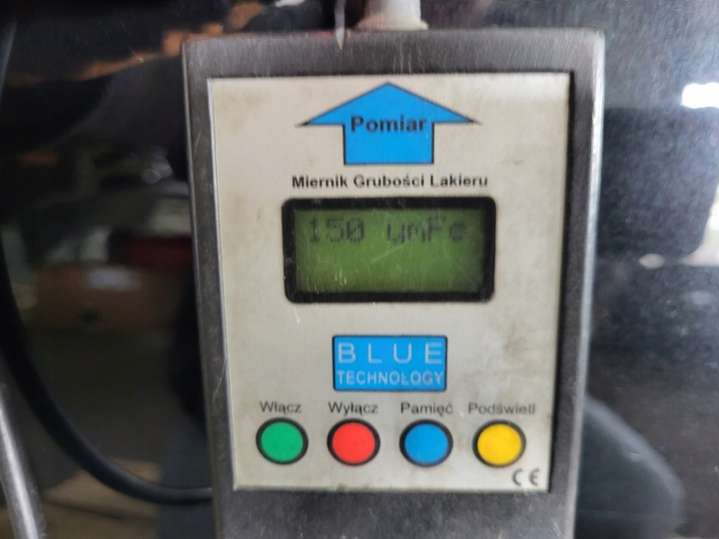 Pomiar
Miernik Grubości Lakieru
150 µmFe
BLUE
TECHNOLOGY
Włącz Wyłącz Pamięć Podświetl
CE